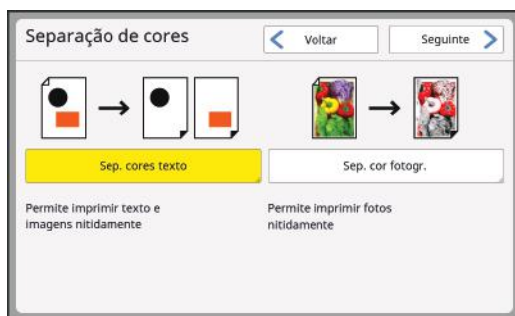 Separação de cores
Voltar
Seguinte
Sep. cores texto
Sep. cor fotogr.
Permite imprimir texto e
imagens nitidamente
Permite imprimir fotos
nitidamente